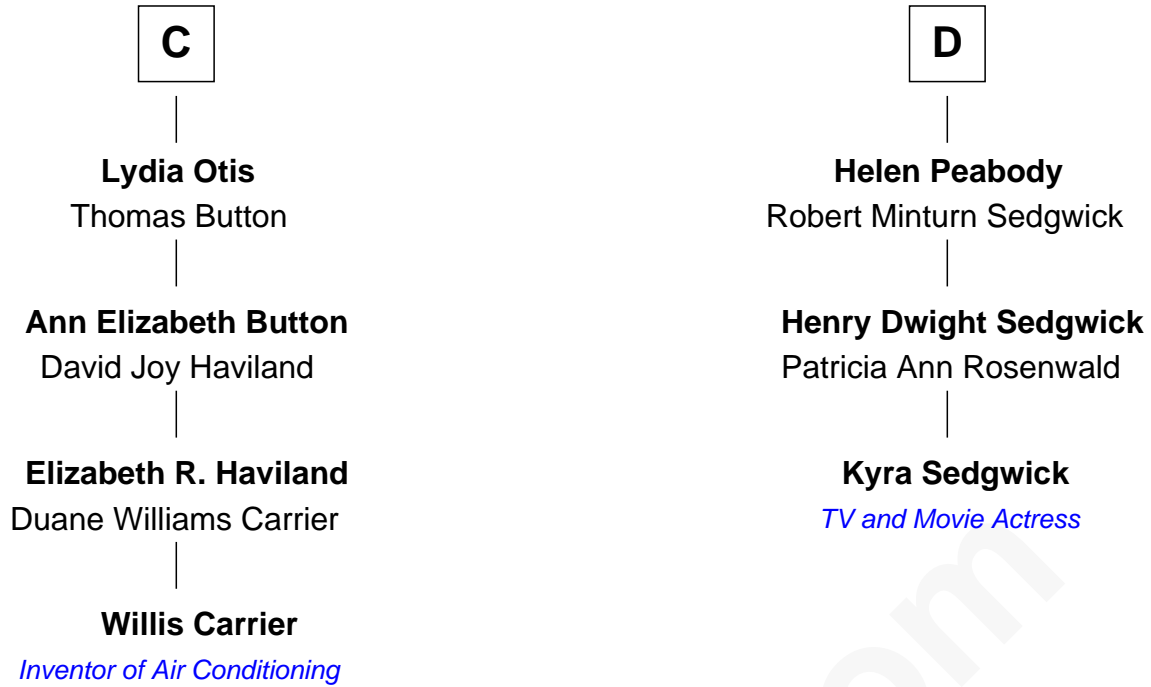 C
Lydia Otis
Thomas Button
Ann Elizabeth Button
David Joy Haviland
Elizabeth R. Haviland
Duane Williams Carrier
Willis Carrier
Inventor of Air Conditioning
D
Helen Peabody
Robert Minturn Sedgwick
Henry Dwight Sedgwick
Patricia Ann Rosenwald
Kyra Sedgwick
TV and Movie Actress
om